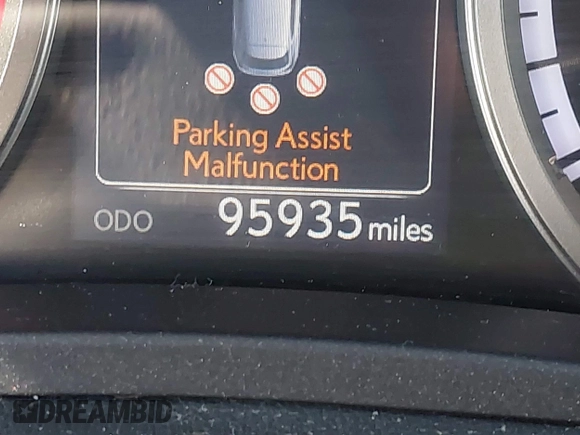 Parking Assist
Malfunction
ODO 95935 miles
DREAMBID